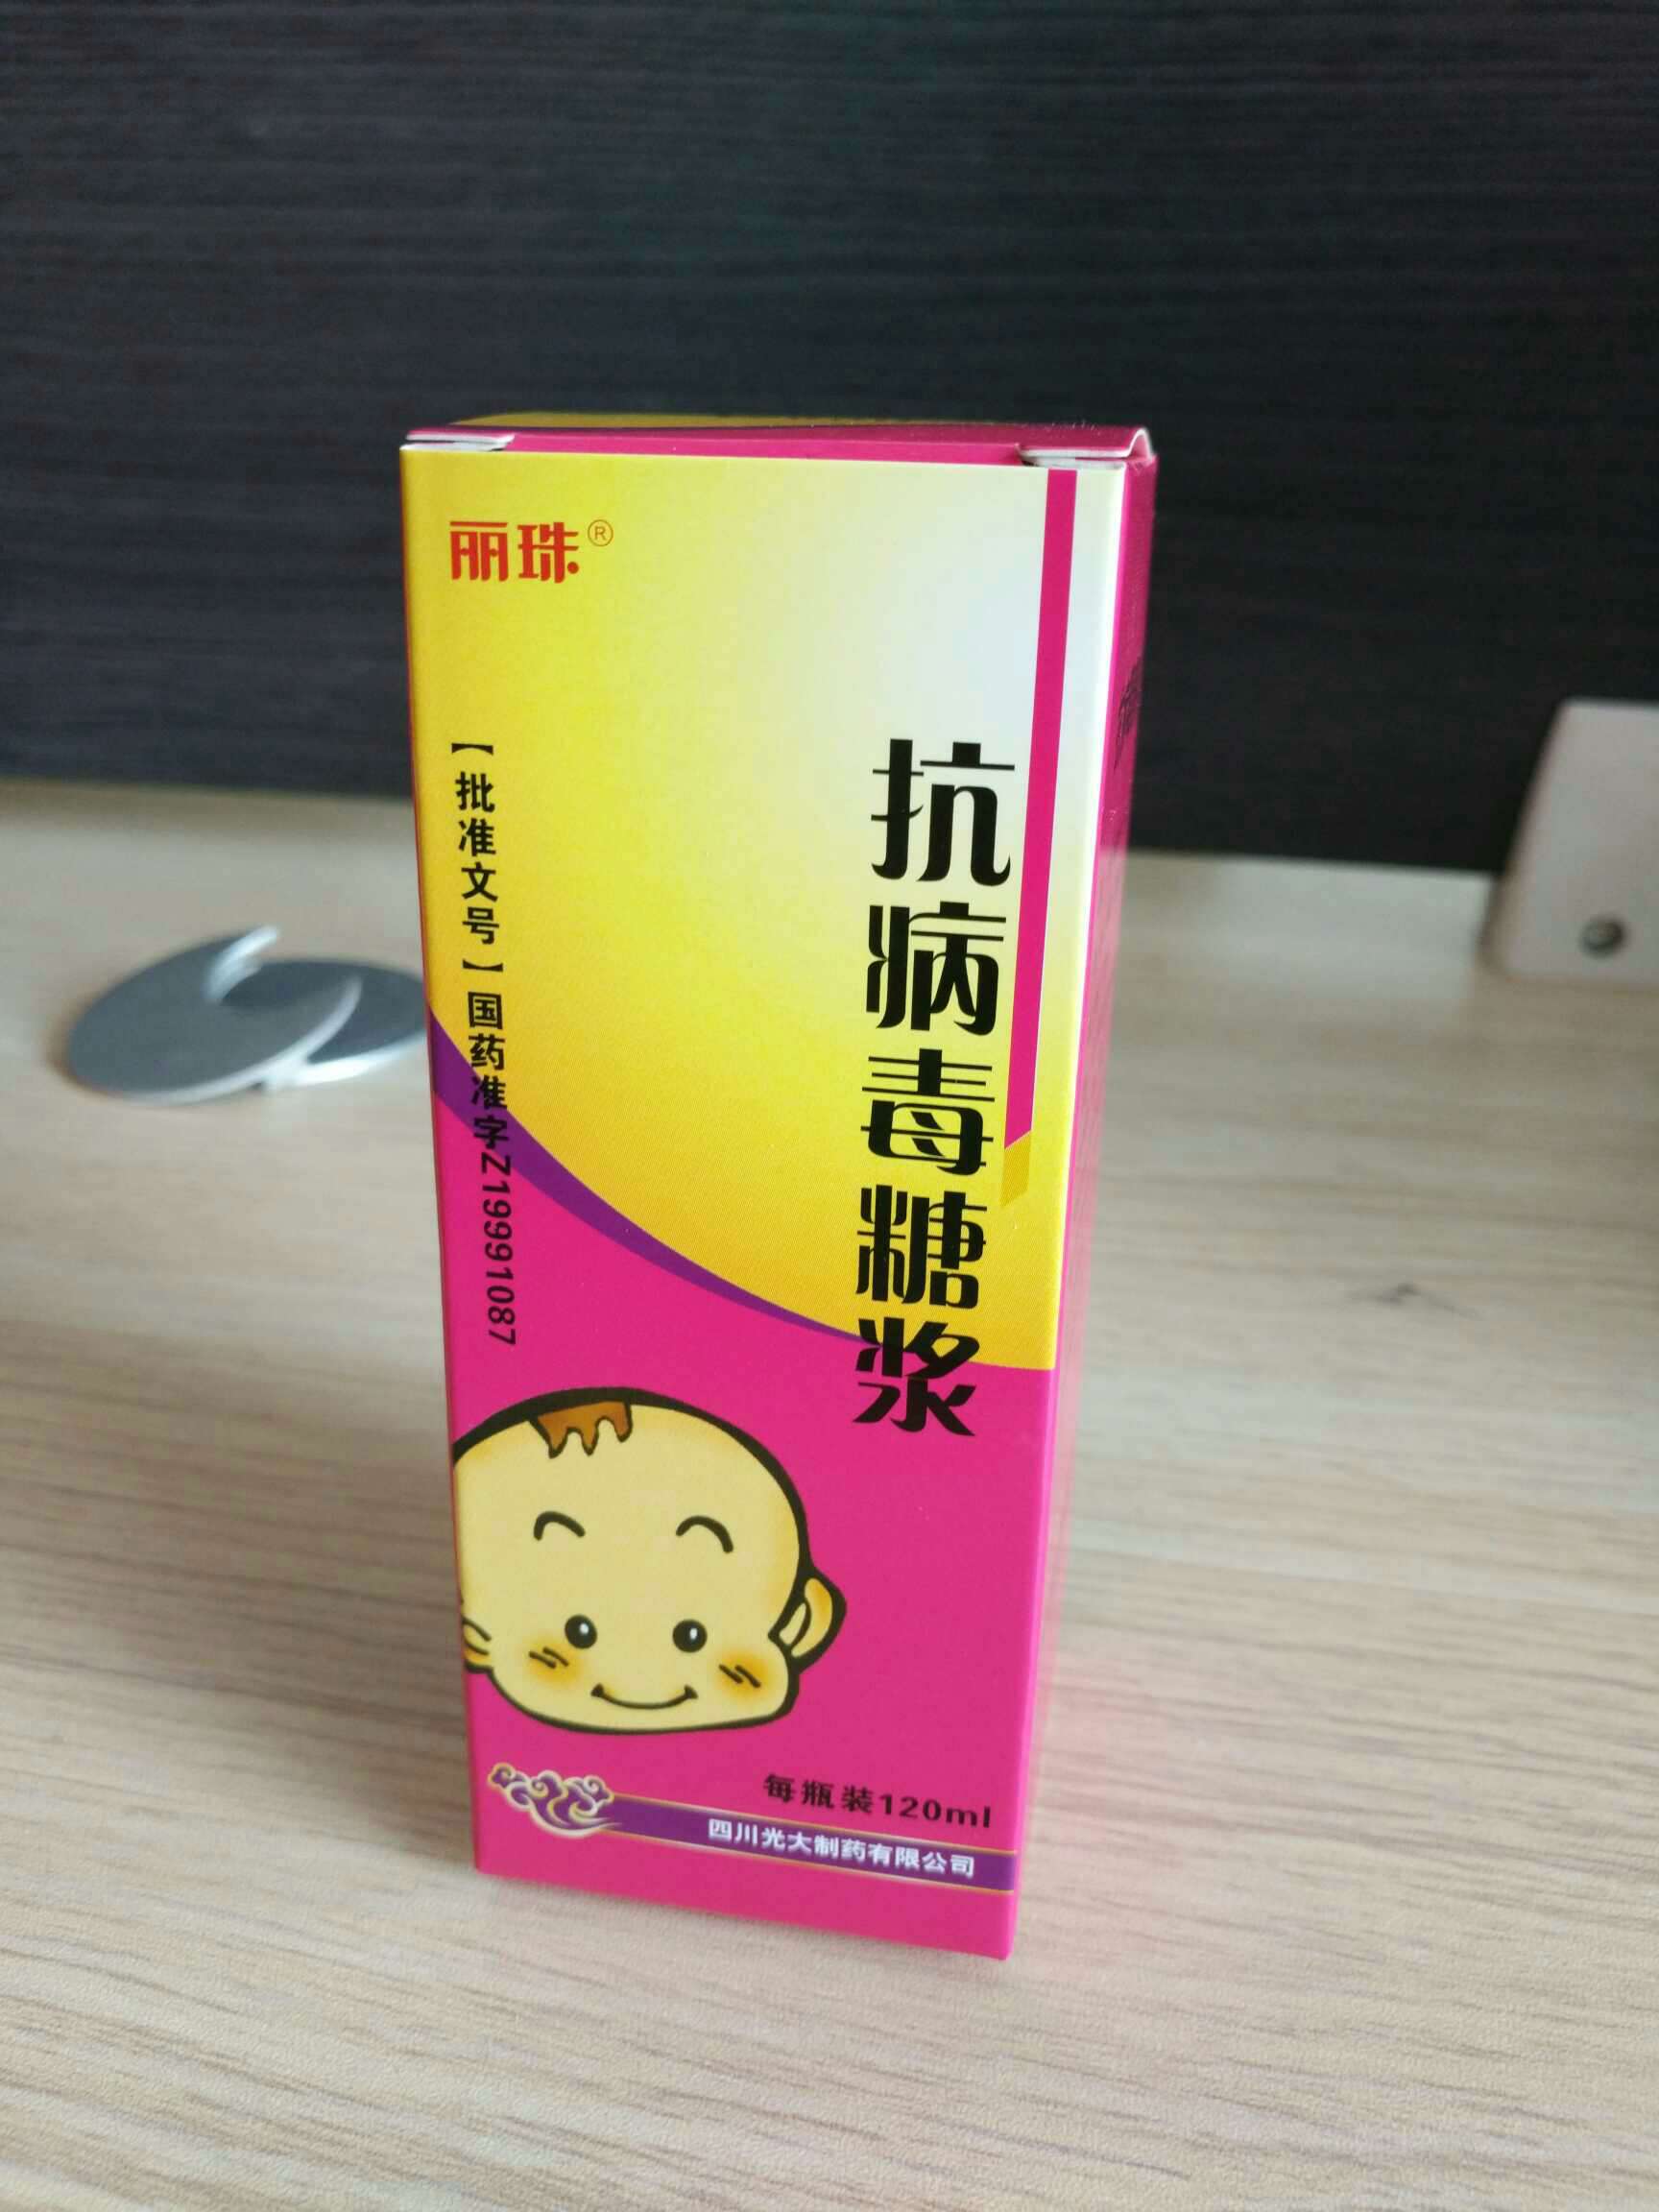 丽珠®
抗病毒糖浆
【批准文号】国药准字Z19991087
每瓶装120ml
四川光大制药有限公司